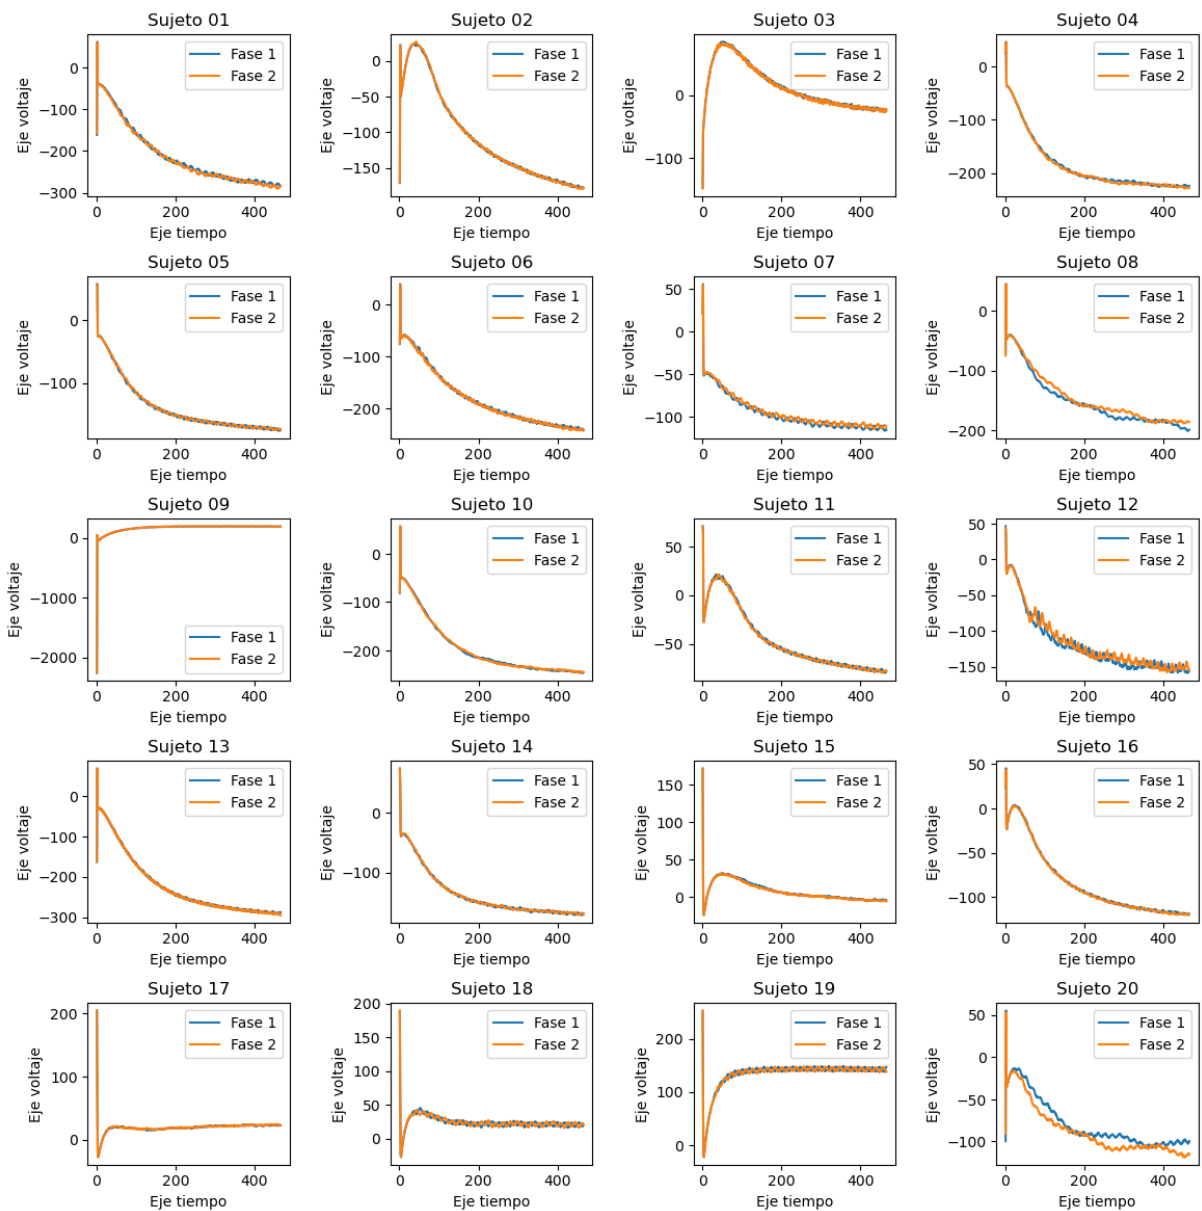 Sujeto 01
Fase 1
Fase 2
Eje voltaje
0
−100
−200
−300
0 200 400
Eje tiempo
Sujeto 02
Fase 1
Fase 2
Eje voltaje
0
−50
−100
−150
0 200 400
Eje tiempo
Sujeto 03
Fase 1
Fase 2
Eje voltaje
0
−100
0 200 400
Eje tiempo
Sujeto 04
Fase 1
Fase 2
Eje voltaje
0
−100
−200
0 200 400
Eje tiempo
Sujeto 05
Fase 1
Fase 2
Eje voltaje
0
−100
0 200 400
Eje tiempo
Sujeto 06
Fase 1
Fase 2
Eje voltaje
0
−100
−200
0 200 400
Eje tiempo
Sujeto 07
Fase 1
Fase 2
Eje voltaje
50
0
−50
−100
0 200 400
Eje tiempo
Sujeto 08
Fase 1
Fase 2
Eje voltaje
0
−100
−200
0 200 400
Eje tiempo
Sujeto 09
Fase 1
Fase 2
Eje voltaje
0
−1000
−2000
0 200 400
Eje tiempo
Sujeto 10
Fase 1
Fase 2
Eje voltaje
0
−100
−200
0 200 400
Eje tiempo
Sujeto 11
Fase 1
Fase 2
Eje voltaje
50
0
−50
0 200 400
Eje tiempo
Sujeto 12
Fase 1
Fase 2
Eje voltaje
50
0
−50
−100
−150
0 200 400
Eje tiempo
Sujeto 13
Fase 1
Fase 2
Eje voltaje
0
−100
−200
−300
0 200 400
Eje tiempo
Sujeto 14
Fase 1
Fase 2
Eje voltaje
0
−100
0 200 400
Eje tiempo
Sujeto 15
Fase 1
Fase 2
Eje voltaje
150
100
50
0
0 200 400
Eje tiempo
Sujeto 16
Fase 1
Fase 2
Eje voltaje
50
0
−50
−100
0 200 400
Eje tiempo
Sujeto 17
Fase 1
Fase 2
Eje voltaje
200
100
0
0 200 400
Eje tiempo
Sujeto 18
Fase 1
Fase 2
Eje voltaje
200
150
100
50
0
0 200 400
Eje tiempo
Sujeto 19
Fase 1
Fase 2
Eje voltaje
200
100
0
0 200 400
Eje tiempo
Sujeto 20
Fase 1
Fase 2
Eje voltaje
50
0
−50
−100
0 200 400
Eje tiempo